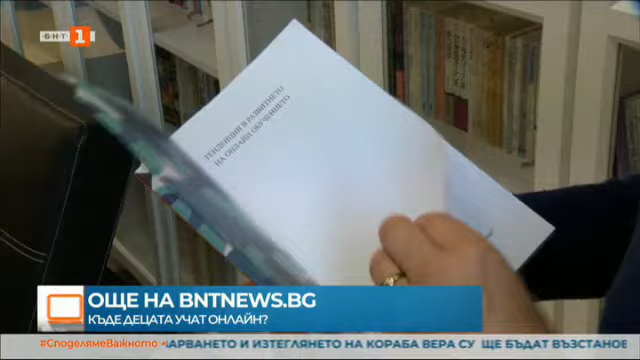 БНТ 1
ТЕНДЕНЦИИ В РАЗВИТИЕТО
НА ОНЛАЙН ОБУЧЕНИЕТО
ОЩЕ НА BNTNEWS.BG
КЪДЕ ДЕЦАТА УЧАТ ОНЛАЙН?
#СподелямеВажното АРВАНЕТО И ИЗТЕГЛЯНЕТО НА КОРАБА ВЕРА СУ ЩЕ БЪДАТ ВЪЗСТАНОВ